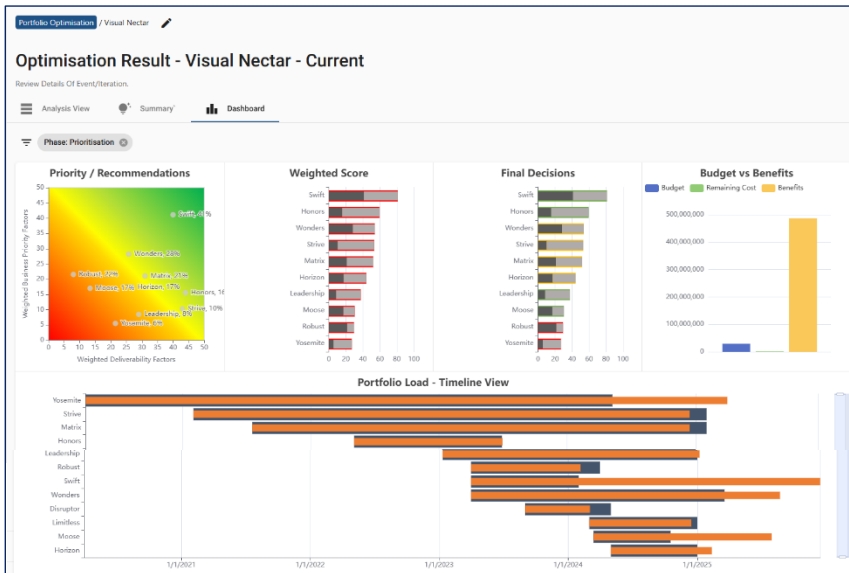 Portfolio Optimisation / Visual Nectar
Optimisation Result - Visual Nectar - Current
Review Details Of Event/Iteration.
Analysis View Summary' Dashboard
Phase: Prioritisation
Priority / Recommendations
Weighted Business Priority Factors
50
45
40
35
30
25
20
15
10
5
0
Swift, 41%
Wonders, 28%
Robust, 22%
Matrix, 21%
Moose, 17%
Horizon, 17%
Honors, 16
Strive, 10%
Leadership, 8%
Yosemite, 6%
0 5 10 15 20 25 30 35 40 45 50
Weighted Deliverability Factors
Weighted Score
Swift
Honors
Wonders
Strive
Matrix
Horizon
Leadership
Moose
Robust
Yosemite
0 20 40 60 80 100
Final Decisions
Swift
Honors
Wonders
Strive
Matrix
Horizon
Leadership
Moose
Robust
Yosemite
0 20 40 60 80 100
Budget vs Benefits
Budget Remaining Cost Benefits
500,000,000
400,000,000
300,000,000
200,000,000
100,000,000
0
Portfolio Load - Timeline View
Yosemite
Strive
Matrix
Honors
Leadership
Robust
Swift
Wonders
Disruptor
Limitless
Moose
Horizon
1/1/2021 1/1/2022 1/1/2023 1/1/2024 1/1/2025